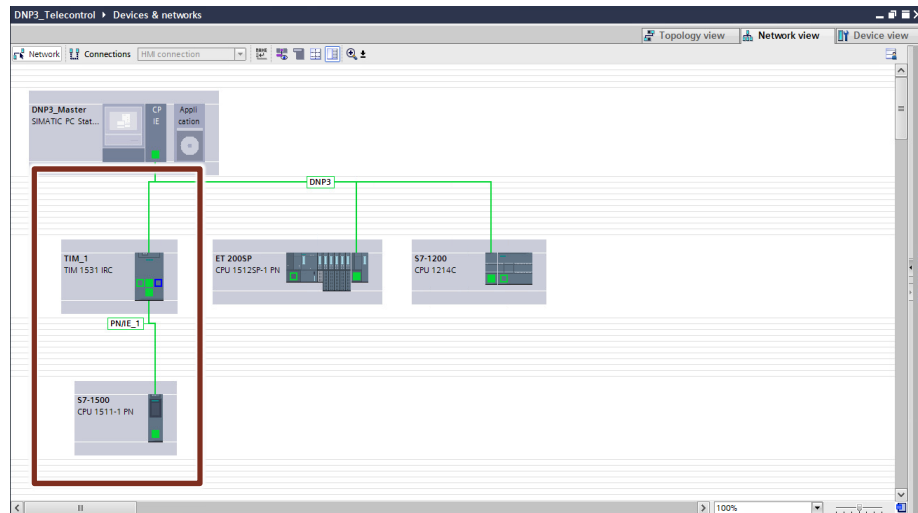 DNP3_Telecontrol ▸ Devices & networks
Topology view Network view Device view
Network Connections HMI connection
DNP3_Master
SIMATIC PC Stat...
CP
IE
Appli
cation
DNP3
TIM_1
TIM 1531 IRC
ET 200SP
CPU 1512SP-1 PN
S7-1200
CPU 1214C
PN/IE_1
S7-1500
CPU 1511-1 PN
100%